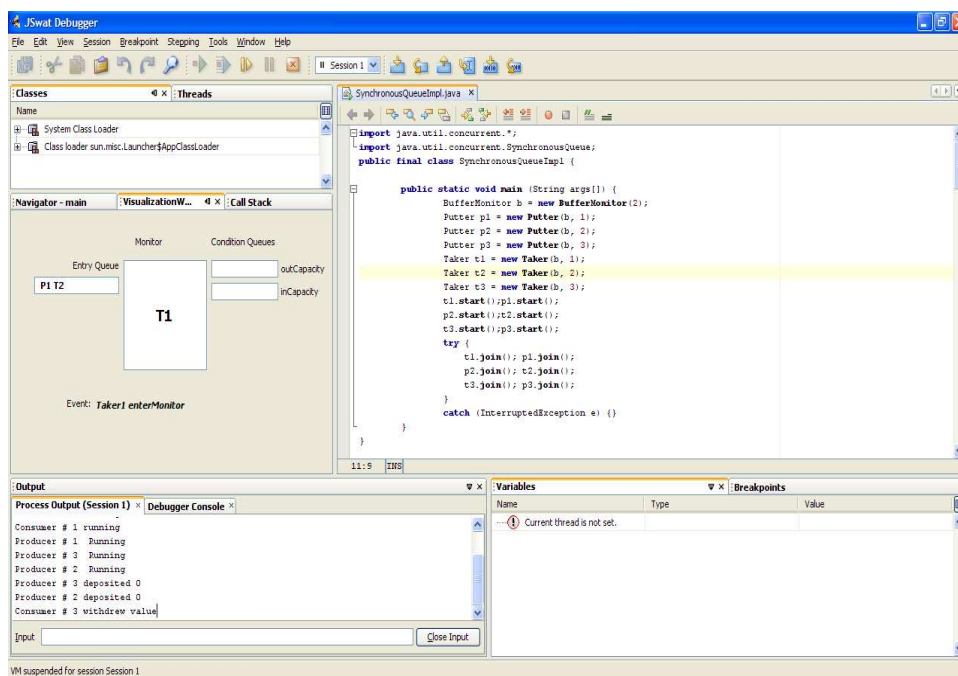 JSwat Debugger
File Edit View Session Breakpoint Stepping Tools Window Help
Session 1
Classes Threads
Name
System Class Loader
Class loader sun.misc.Launcher$AppClassLoader
Navigator - main VisualizationW... Call Stack
Monitor Condition Queues
Entry Queue
outCapacity
P1 T2
inCapacity
T1
Event: Taker1 enterMonitor
SynchronousQueueImpl.java
import java.util.concurrent.*;
import java.util.concurrent.SynchronousQueue;
public final class SynchronousQueueImpl {
public static void main (String args[]) {
BufferMonitor b = new BufferMonitor(2);
Putter p1 = new Putter(b, 1);
Putter p2 = new Putter(b, 2);
Putter p3 = new Putter(b, 3);
Taker t1 = new Taker(b, 1);
Taker t2 = new Taker(b, 2);
Taker t3 = new Taker(b, 3);
t1.start();p1.start();
p2.start();t2.start();
t3.start();p3.start();
try {
t1.join(); p1.join();
p2.join(); t2.join();
t3.join(); p3.join();
}
catch (InterruptedException e) {}
}
}
11:9 INS
Output
Process Output (Session 1) Debugger Console
Consumer # 1 running
Producer # 1 Running
Producer # 3 Running
Producer # 2 Running
Producer # 3 deposited 0
Producer # 2 deposited 0
Consumer # 3 withdrew value
Input Close Input
Variables Breakpoints
Name Type Value
Current thread is not set.
VM suspended for session Session 1